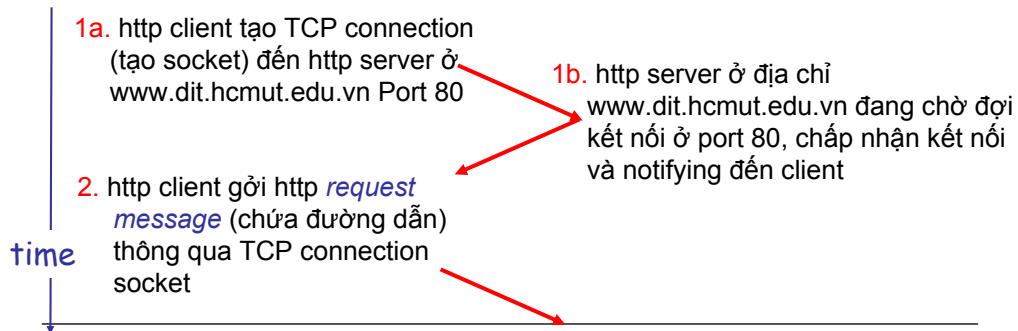 1a. http client tạo TCP connection
(tạo socket) đến http server ở
www.dit.hcmut.edu.vn Port 80
1b. http server ở địa chỉ
www.dit.hcmut.edu.vn đang chờ đợi
kết nối ở port 80, chấp nhận kết nối
và notifying đến client
2. http client gởi http request
message (chứa đường dẫn)
thông qua TCP connection
socket
time